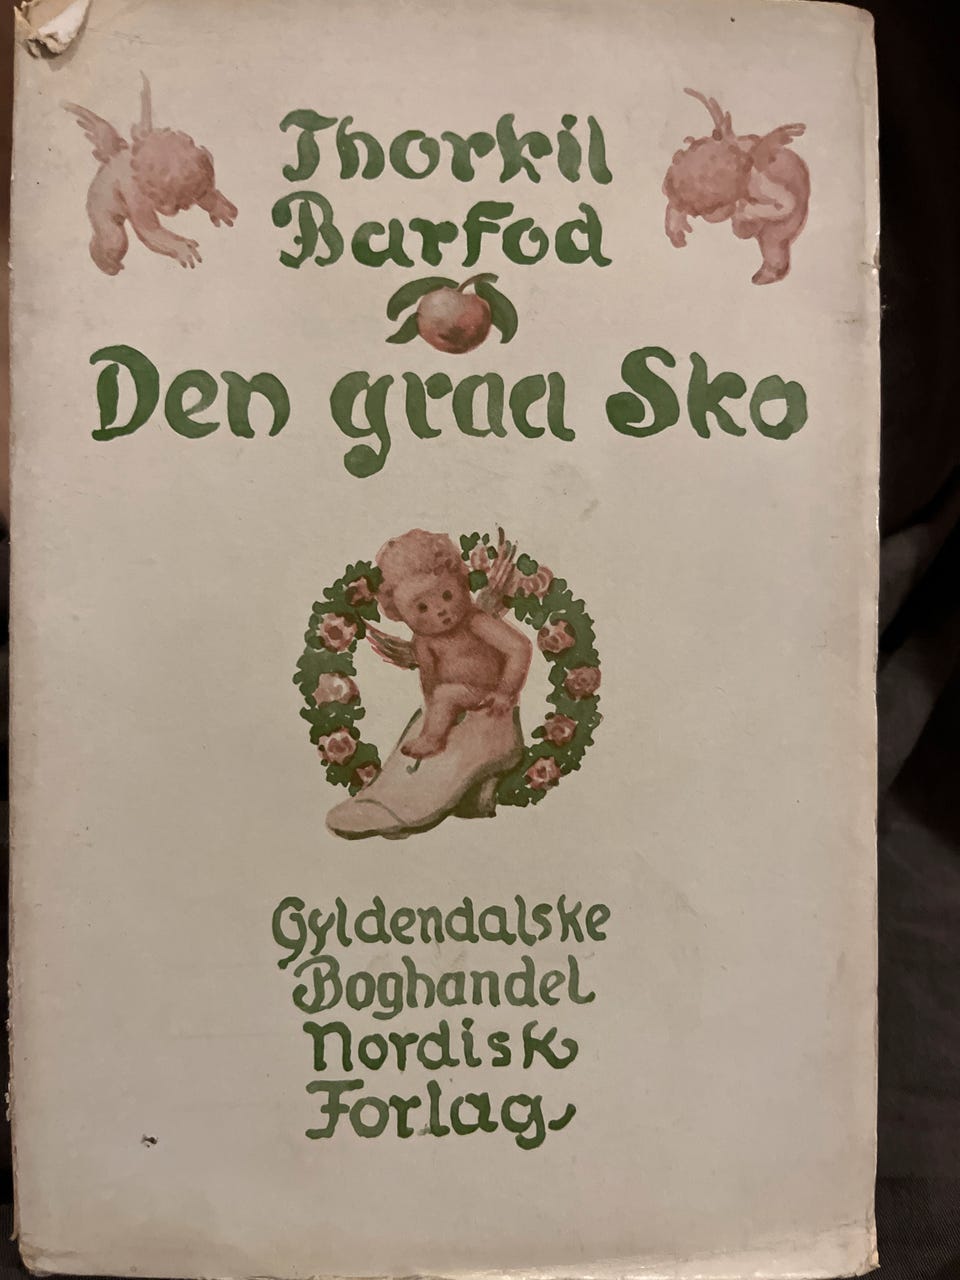 Thorkil
Barfod
Den graa Sko
Gyldendalske
Boghandel
Nordisk
Forlag